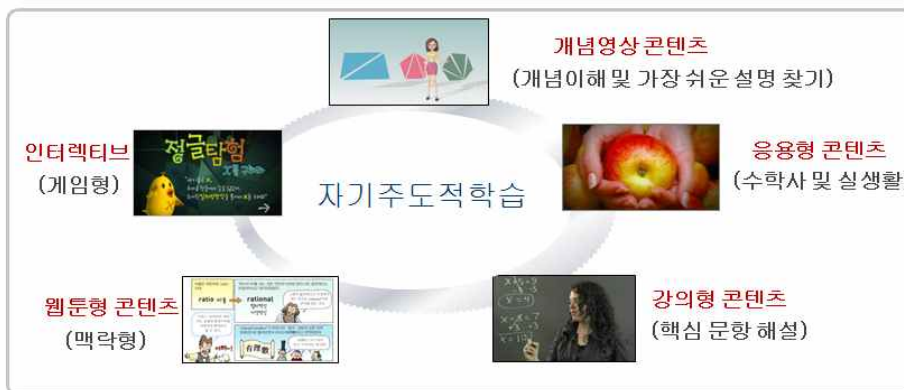 개념영상 콘텐츠
(개념이해 및 가장 쉬운 설명 찾기)
인터렉티브
(게임형)
정글탐험
응용형 콘텐츠
(수학사 및 실생활
자기주도적학습
웹툰형 콘텐츠
(맥락형)
ratio
rational
有理數
강의형 콘텐츠
(핵심 문항 해설)